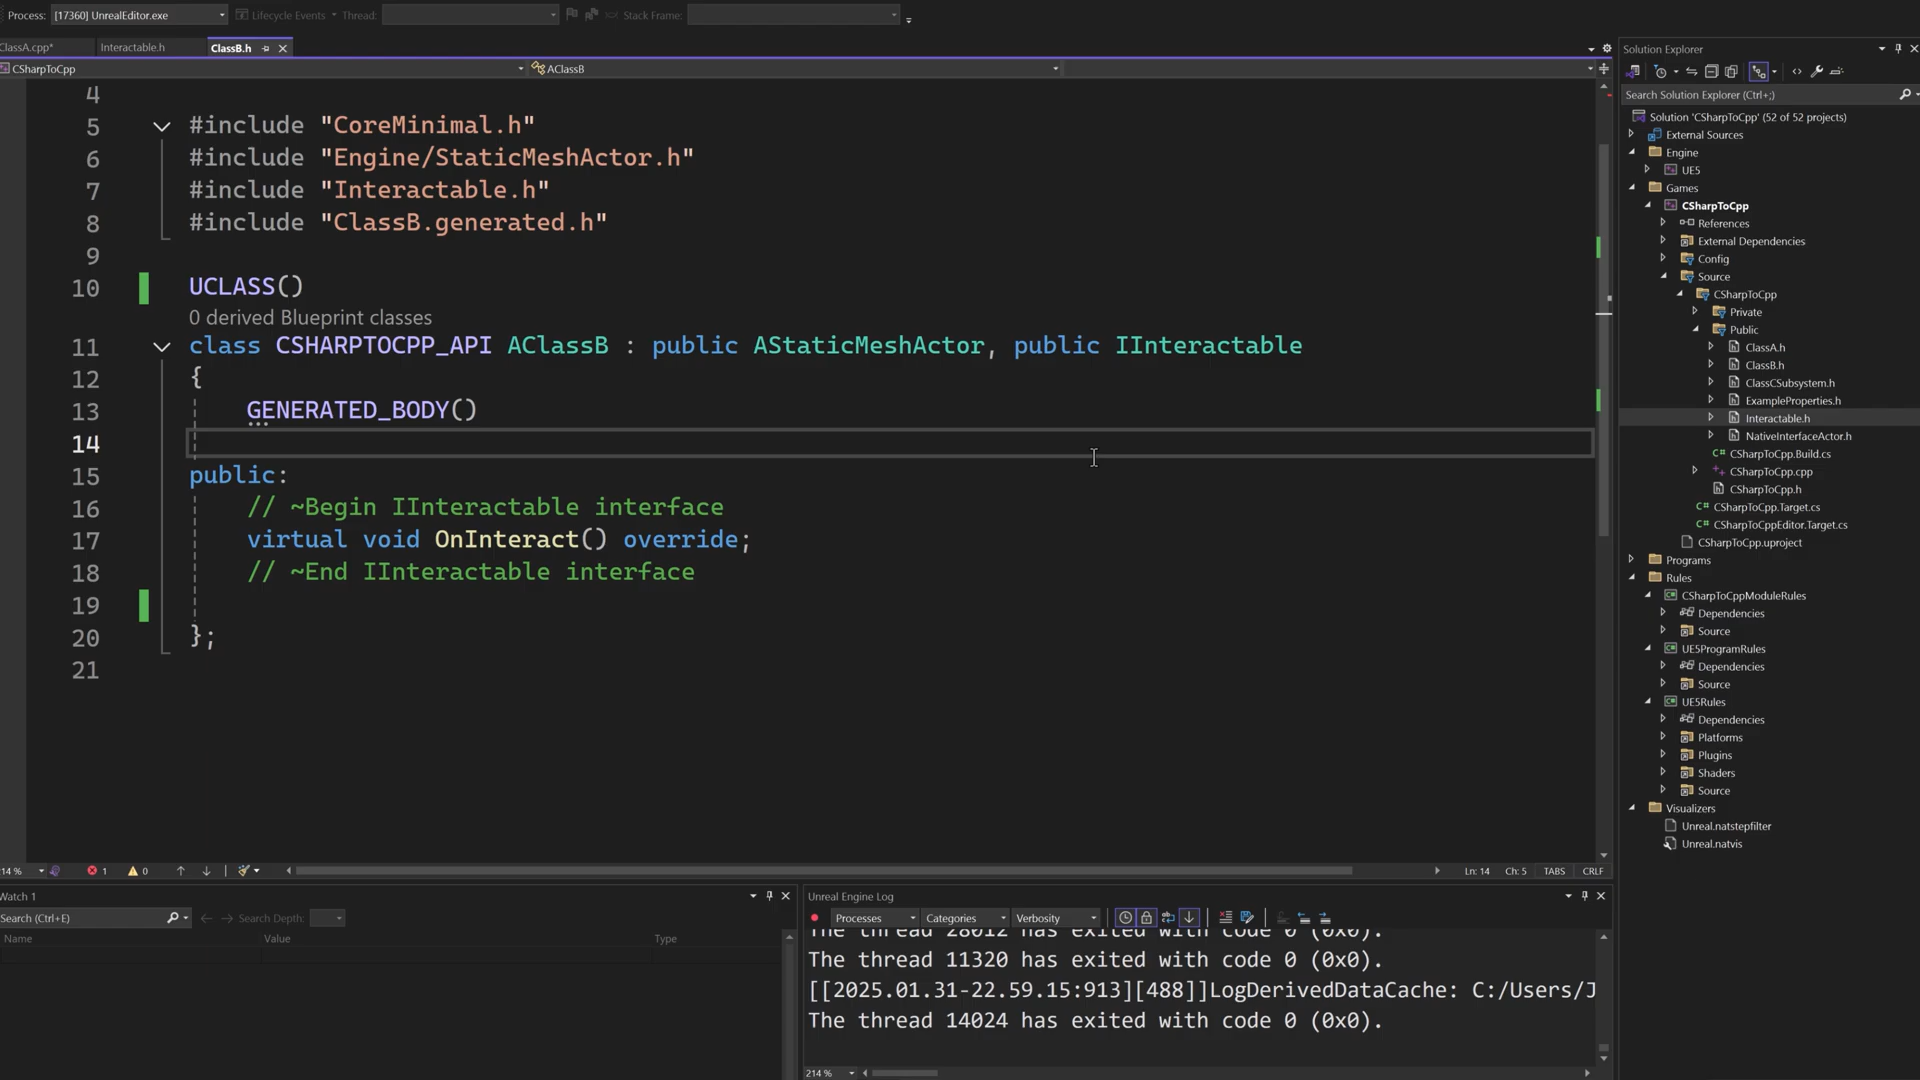 Process: [17360] UnrealEditor.exe Lifecycle Events Thread: Stack Frame:
ClassA.cpp* Interactable.h ClassB.h
CSharpToCpp AClassB
4
5 #include "CoreMinimal.h"
6 #include "Engine/StaticMeshActor.h"
7 #include "Interactable.h"
8 #include "ClassB.generated.h"
9
10 UCLASS()
0 derived Blueprint classes
11 class CSHARPTOCPP_API AClassB : public AStaticMeshActor, public IInteractable
12 {
13 GENERATED_BODY()
14
15 public:
16 // ~Begin IInteractable interface
17 virtual void OnInteract() override;
18 // ~End IInteractable interface
19
20 };
21
14 % 1 0 Ln: 14 Ch: 5 TABS CRLF
Solution Explorer
Search Solution Explorer (Ctrl+;)
Solution 'CSharpToCpp' (52 of 52 projects)
External Sources
Engine
UE5
Games
CSharpToCpp
References
External Dependencies
Config
Source
CSharpToCpp
Private
Public
ClassA.h
ClassB.h
ClassCSubsystem.h
ExampleProperties.h
Interactable.h
NativeInterfaceActor.h
CSharpToCpp.Build.cs
CSharpToCpp.cpp
CSharpToCpp.h
CSharpToCpp.Target.cs
CSharpToCppEditor.Target.cs
CSharpToCpp.uproject
Programs
Rules
CSharpToCppModuleRules
Dependencies
Source
UE5ProgramRules
Dependencies
Source
UE5Rules
Dependencies
Platforms
Plugins
Shaders
Source
Visualizers
Unreal.natstepfilter
Unreal.natvis
Watch 1
Search (Ctrl+E) Search Depth:
Name Value Type
Unreal Engine Log
Processes Categories Verbosity
The thread 28012 has exited with code 0 (0x0).
The thread 11320 has exited with code 0 (0x0).
[[2025.01.31-22.59.15:913][488]]LogDerivedDataCache: C:/Users/J
The thread 14024 has exited with code 0 (0x0).
214 %